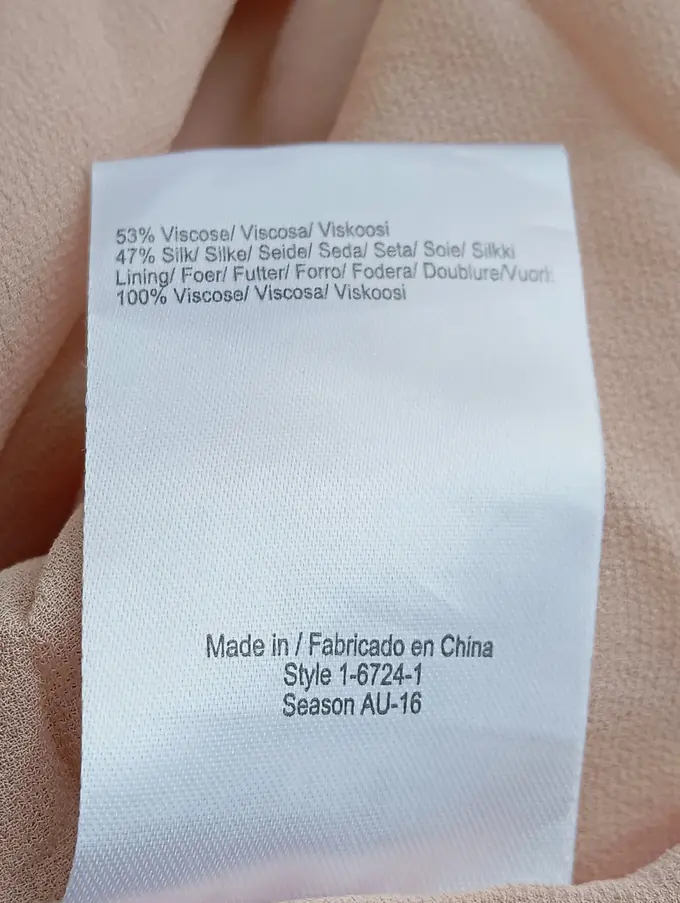 53% Viscose/ Viscosa/ Viskoosi
47% Silk/ Silke/ Seide/ Seda/ Seta/ Soie/ Silkki
Lining/ Foer/ Futter/ Forro/ Fodera/ Doublure/Vuori:
100% Viscose/ Viscosa/ Viskoosi
Made in / Fabricado en China
Style 1-6724-1
Season AU-16